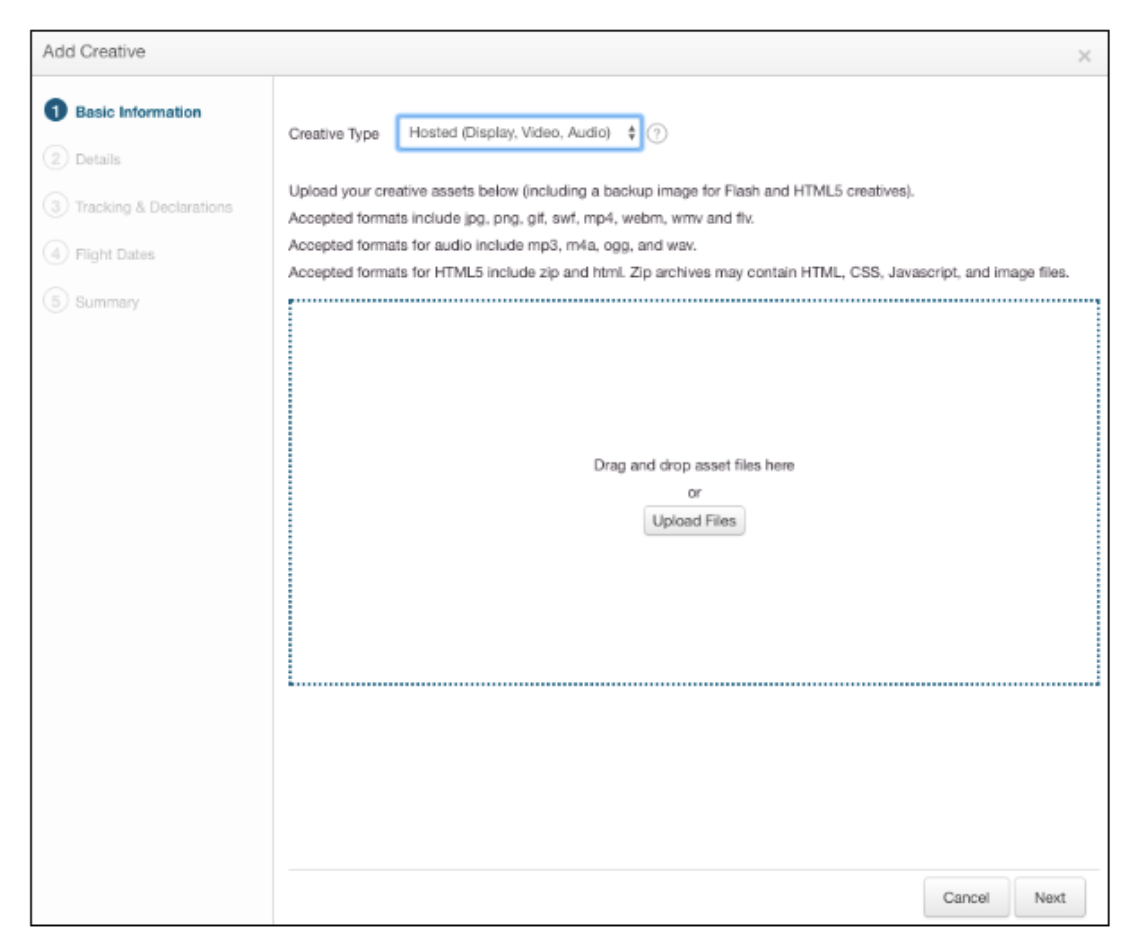 Add Creative
×
1 Basic Information
2 Details
3 Tracking & Declarations
4 Flight Dates
5 Summary
Creative Type Hosted (Display, Video, Audio) ?
Upload your creative assets below (including a backup image for Flash and HTML5 creatives).
Accepted formats include jpg, png, gif, swf, mp4, webm, wmv and flv.
Accepted formats for audio include mp3, m4a, ogg, and wav.
Accepted formats for HTML5 include zip and html. Zip archives may contain HTML, CSS, Javascript, and image files.
Drag and drop asset files here
or
Upload Files
Cancel Next